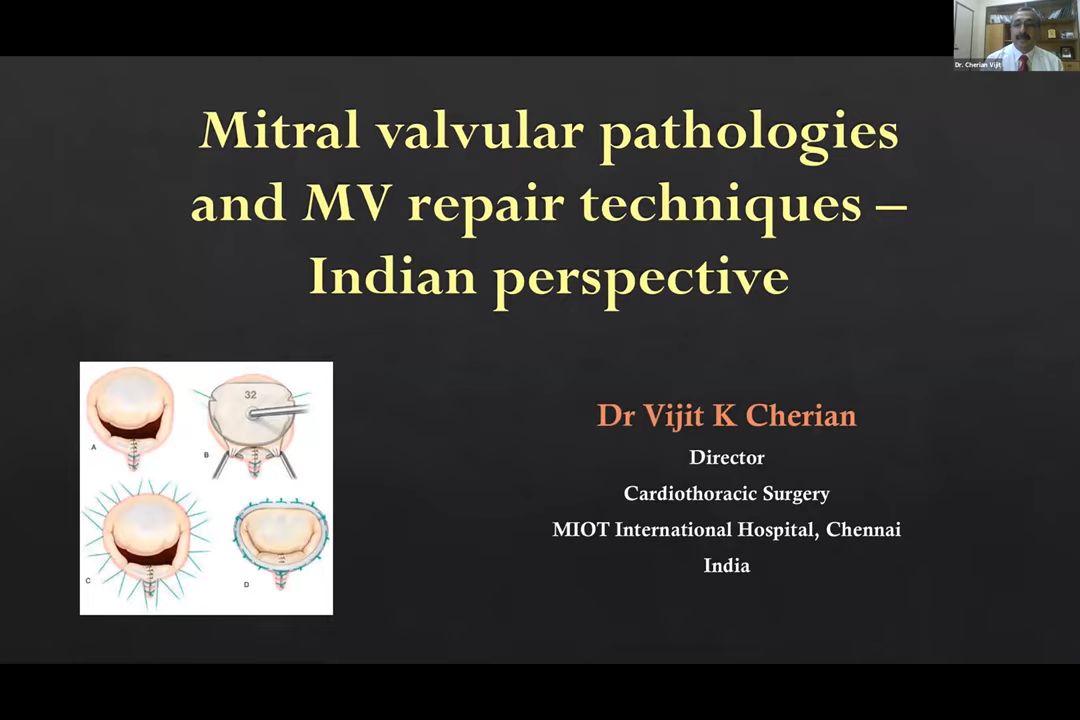 Dr. Cherian Vijit
Mitral valvular pathologies
and MV repair techniques –
Indian perspective
32
A
B
C
D
Dr Vijit K Cherian
Director
Cardiothoracic Surgery
MIOT International Hospital, Chennai
India